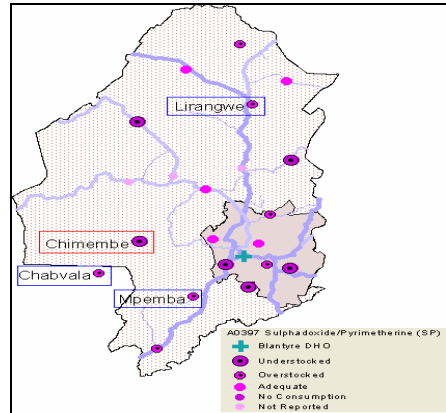 Lirangwe
Chimembe
Chabvala
Mpemba
A0397 Sulphadoxide/Pyrimetherine (SP)
Blantyre DHO
Understocked
Overstocked
Adequate
No Consumption
Not Reported